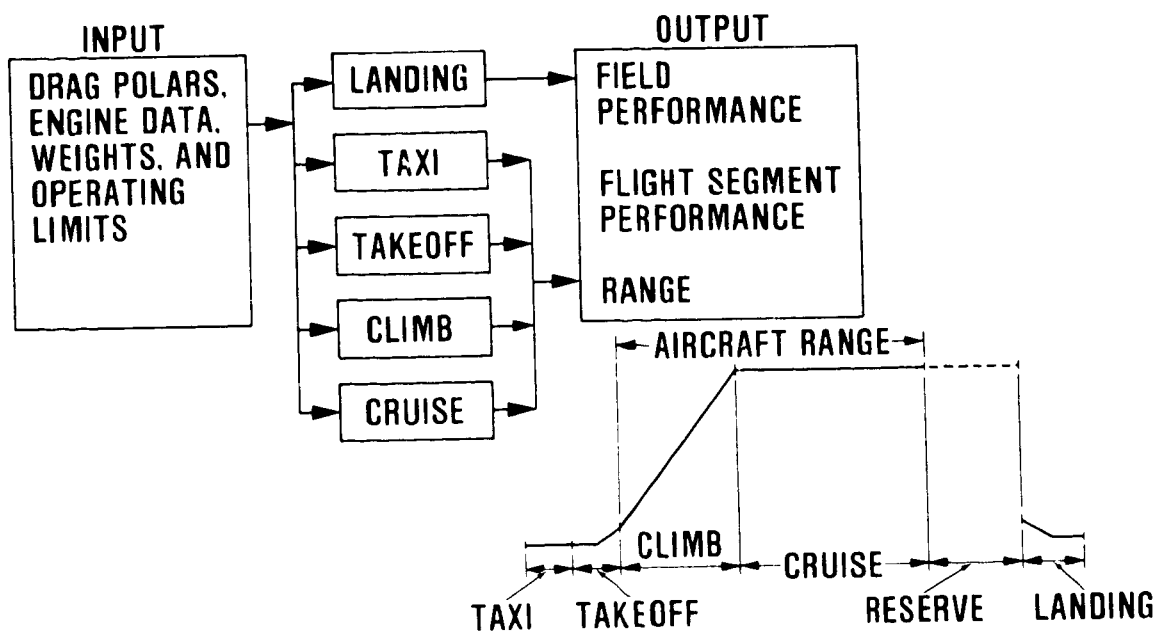 INPUT
DRAG POLARS,
ENGINE DATA,
WEIGHTS, AND
OPERATING
LIMITS
LANDING
TAXI
TAKEOFF
CLIMB
CRUISE
OUTPUT
FIELD
PERFORMANCE
FLIGHT SEGMENT
PERFORMANCE
RANGE
AIRCRAFT RANGE
CLIMB
CRUISE
TAXI
TAKEOFF
RESERVE
LANDING